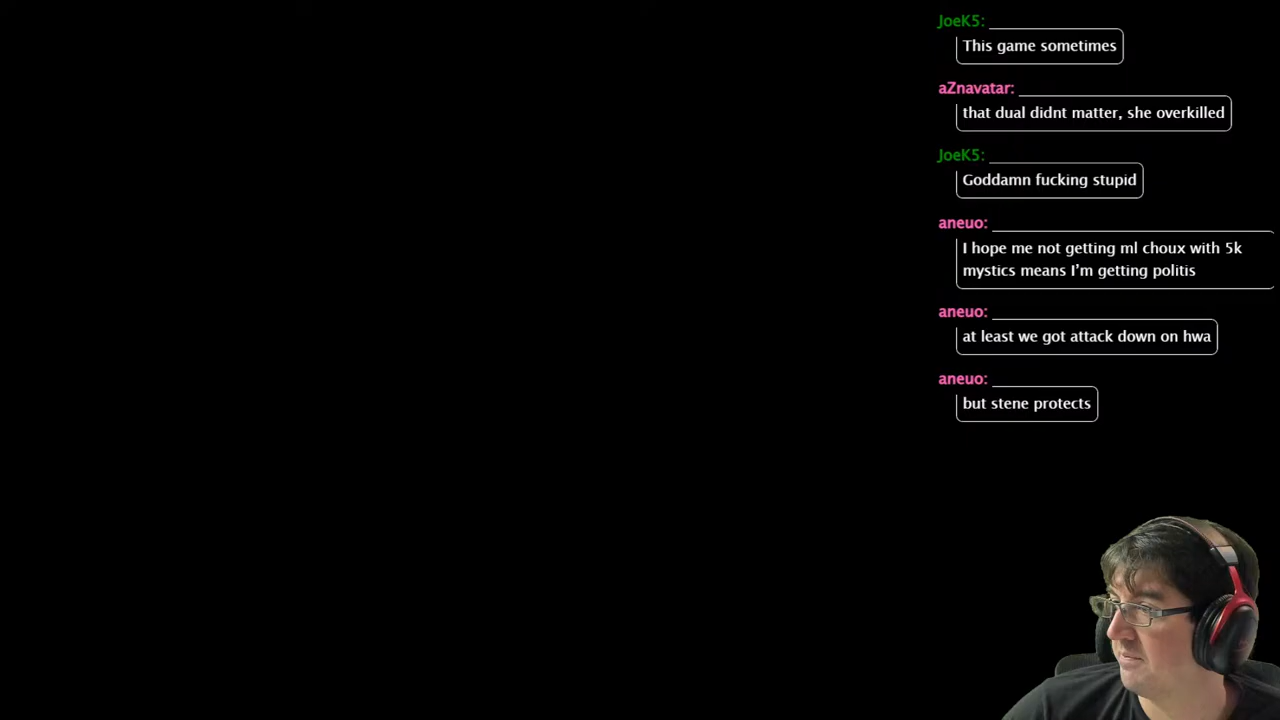 JoeK5:
This game sometimes
aZnavatar:
that dual didnt matter, she overkilled
JoeK5:
Goddamn fucking stupid
aneuo:
I hope me not getting ml choux with 5k
mystics means I'm getting politis
aneuo:
at least we got attack down on hwa
aneuo:
but stene protects